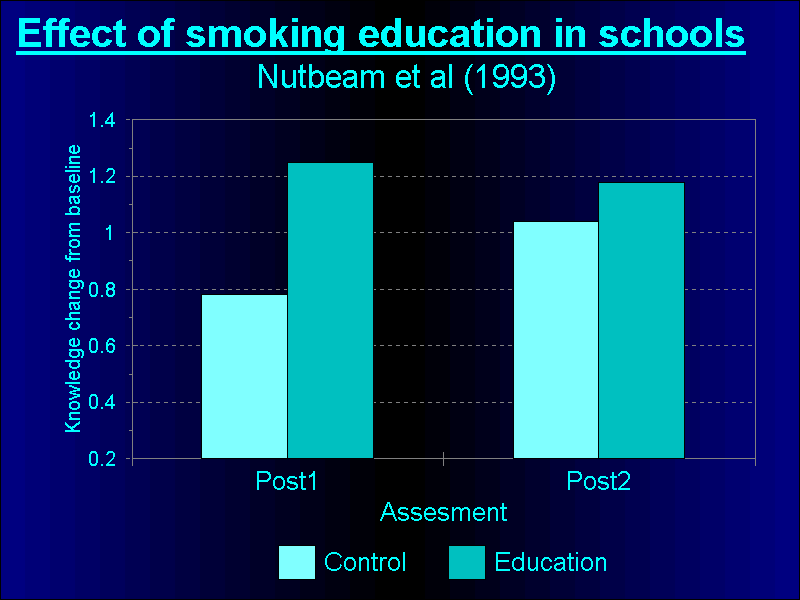 Effect of smoking education in schools
Nutbeam et al (1993)
Knowledge change from baseline
1.4
1.2
1
0.8
0.6
0.4
0.2
Post1 Post2
Assesment
Control Education